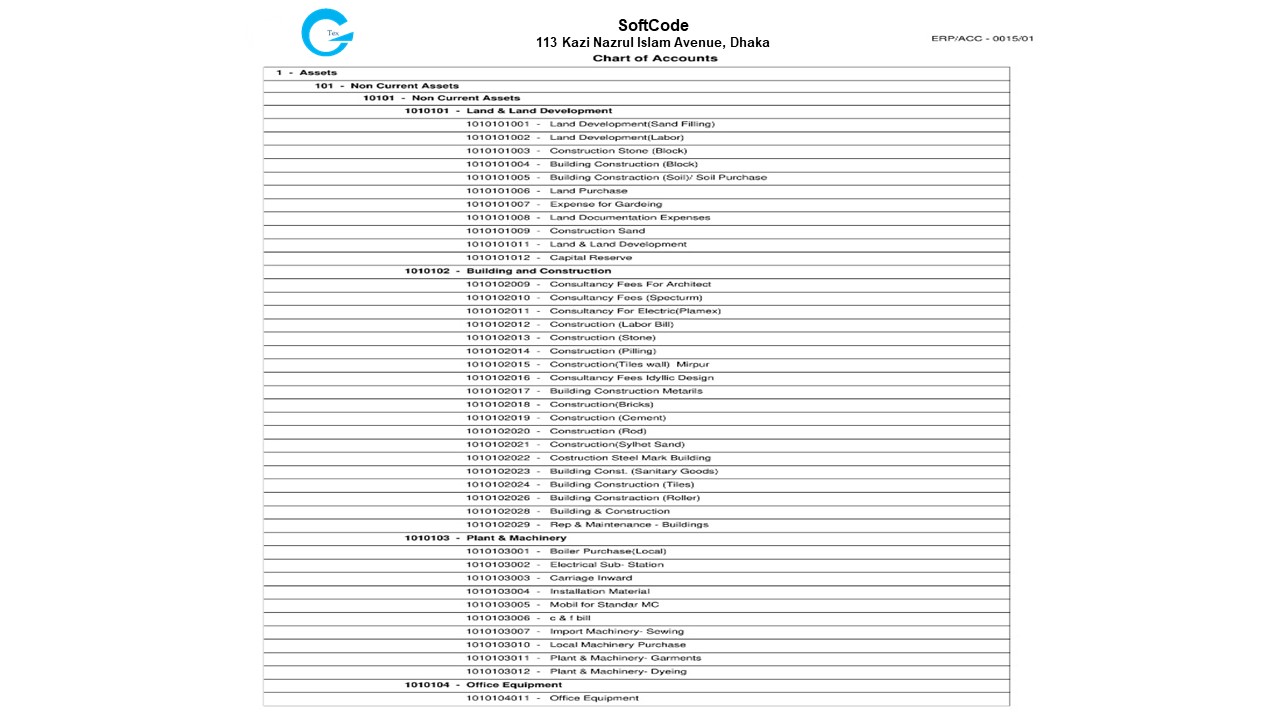 Tex
SoftCode
113 Kazi Nazrul Islam Avenue, Dhaka
ERP/ACC - 0015/01
Chart of Accounts
1 - Assets
101 - Non Current Assets
10101 - Non Current Assets
1010101 - Land & Land Development
1010101001 - Land Development(Sand Filling)
1010101002 - Land Development(Labor)
1010101003 - Construction Stone (Block)
1010101004 - Building Construction (Block)
1010101005 - Building Constraction (Soil)/ Soil Purchase
1010101006 - Land Purchase
1010101007 - Expense for Gardeing
1010101008 - Land Documentation Expenses
1010101009 - Construction Sand
1010101011 - Land & Land Development
1010101012 - Capital Reserve
1010102 - Building and Construction
1010102009 - Consultancy Fees For Architect
1010102010 - Consultancy Fees (Specturm)
1010102011 - Consultancy For Electric(Plamex)
1010102012 - Construction (Labor Bill)
1010102013 - Construction (Stone)
1010102014 - Construction (Pilling)
1010102015 - Construction(Tiles wall) Mirpur
1010102016 - Consultancy Fees Idyllic Design
1010102017 - Building Construction Metarils
1010102018 - Construction(Bricks)
1010102019 - Construction (Cement)
1010102020 - Construction (Rod)
1010102021 - Construction(Sylhet Sand)
1010102022 - Costruction Steel Mark Building
1010102023 - Building Const. (Sanitary Goods)
1010102024 - Building Construction (Tiles)
1010102026 - Building Constraction (Roller)
1010102028 - Building & Construction
1010102029 - Rep & Maintenance - Buildings
1010103 - Plant & Machinery
1010103001 - Boiler Purchase(Local)
1010103002 - Electrical Sub- Station
1010103003 - Carriage Inward
1010103004 - Installation Material
1010103005 - Mobil for Standar MC
1010103006 - c & f bill
1010103007 - Import Machinery- Sewing
1010103010 - Local Machinery Purchase
1010103011 - Plant & Machinery- Garments
1010103012 - Plant & Machinery- Dyeing
1010104 - Office Equipment
1010104011 - Office Equipment